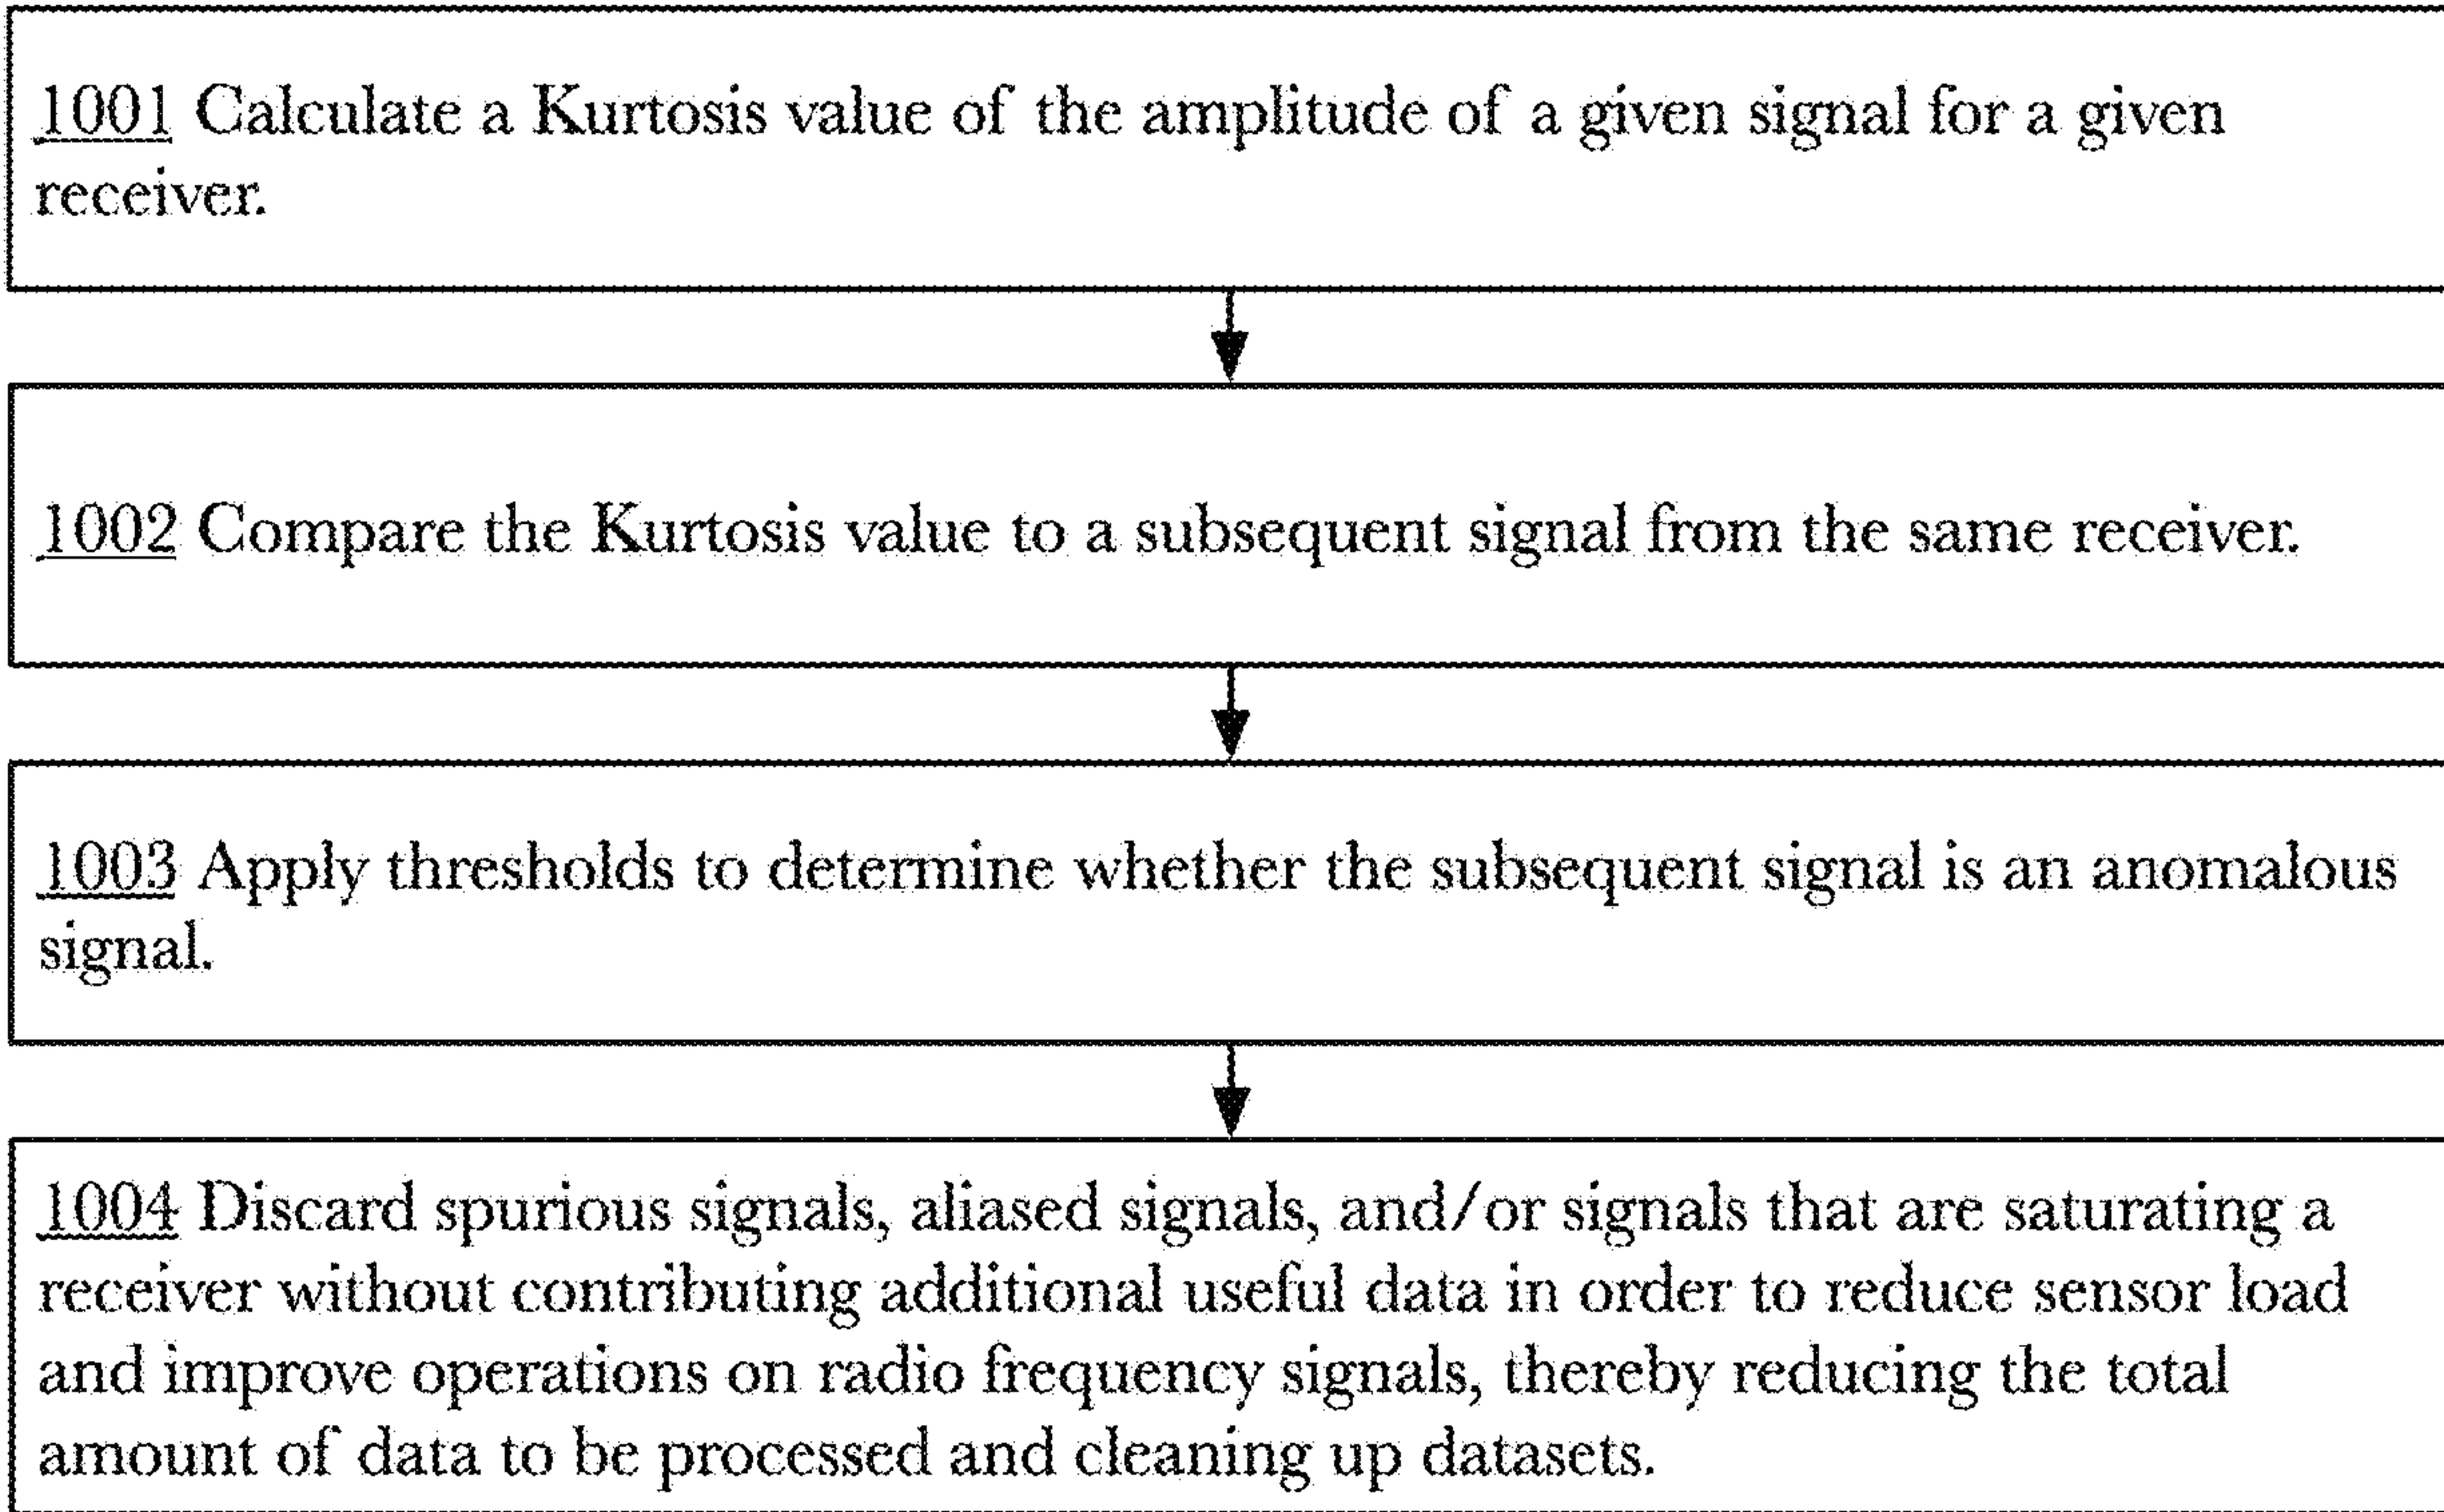 1001 Calculate a Kurtosis value of the amplitude of a given signal for a given
receiver.
1002 Compare the Kurtosis value to a subsequent signal from the same receiver.
1003 Apply thresholds to determine whether the subsequent signal is an anomalous
signal.
1004 Discard spurious signals, aliased signals, and/or signals that are saturating a
receiver without contributing additional useful data in order to reduce sensor load
and improve operations on radio frequency signals, thereby reducing the total
amount of data to be processed and cleaning up datasets.